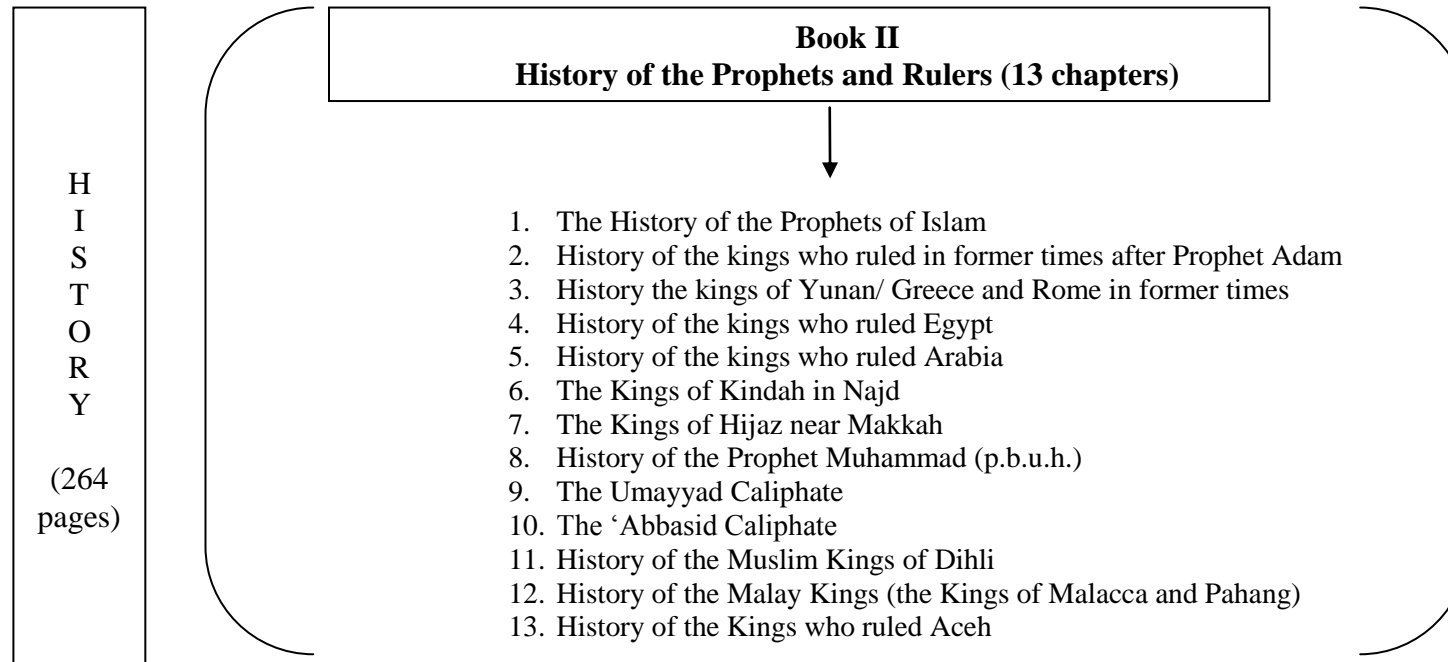 H
I
S
T
O
R
Y
(264
pages)
Book II
History of the Prophets and Rulers (13 chapters)
1. The History of the Prophets of Islam
2. History of the kings who ruled in former times after Prophet Adam
3. History the kings of Yunan/ Greece and Rome in former times
4. History of the kings who ruled Egypt
5. History of the kings who ruled Arabia
6. The Kings of Kindah in Najd
7. The Kings of Hijaz near Makkah
8. History of the Prophet Muhammad (p.b.u.h.)
9. The Umayyad Caliphate
10. The ‘Abbasid Caliphate
11. History of the Muslim Kings of Dihli
12. History of the Malay Kings (the Kings of Malacca and Pahang)
13. History of the Kings who ruled Aceh